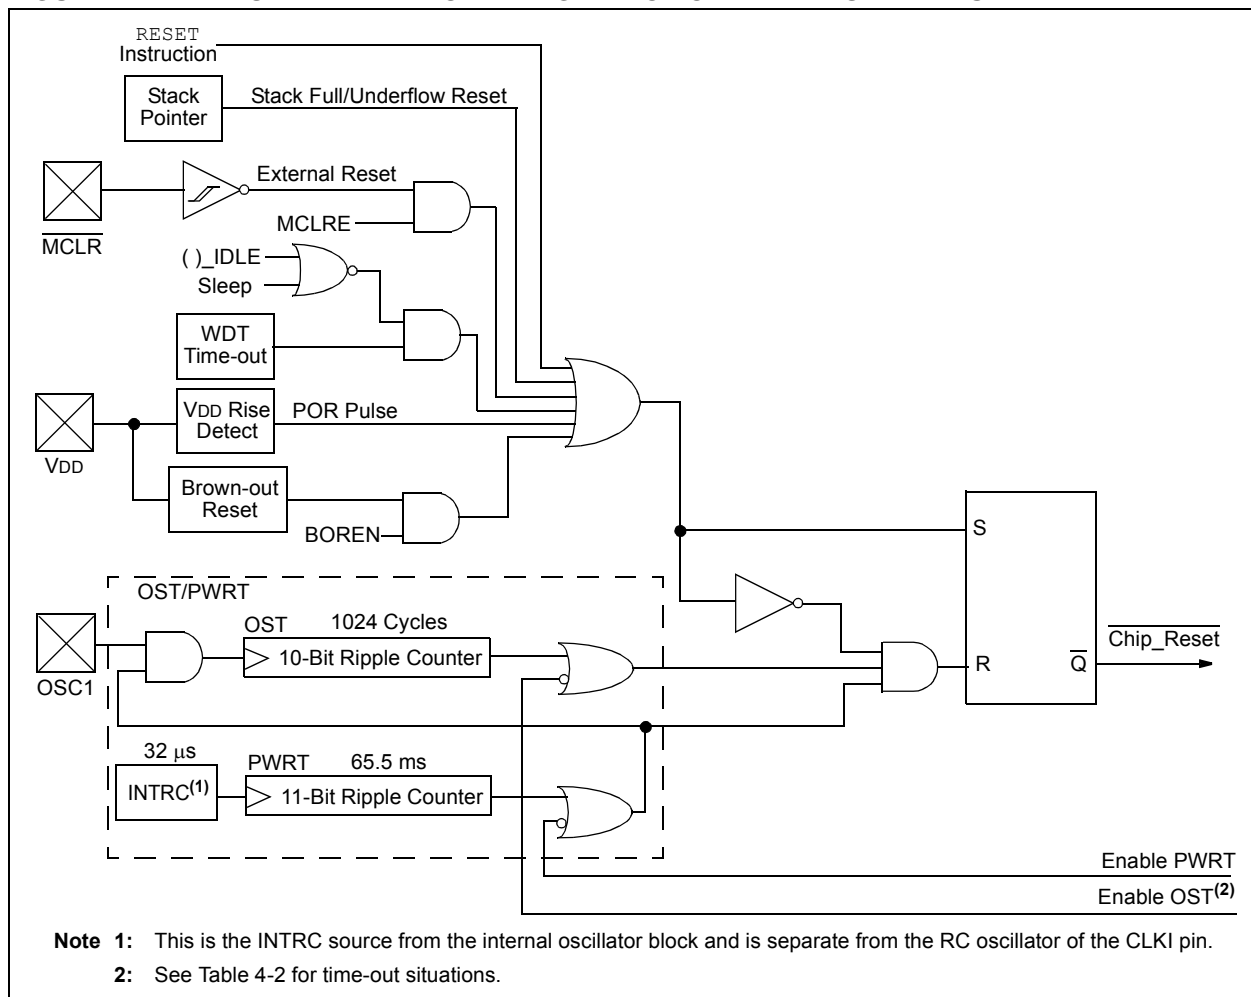 RESET
Instruction
Stack
Pointer
Stack Full/Underflow Reset
External Reset
MCLR
MCLRE
( )_IDLE
Sleep
WDT
Time-out
VDD
VDD Rise
Detect
POR Pulse
Brown-out
Reset
BOREN
S
OST/PWRT
OST
1024 Cycles
10-Bit Ripple Counter
OSC1
R
Q
Chip_Reset
32 μs
INTRC(1)
PWRT
65.5 ms
11-Bit Ripple Counter
Enable PWRT
Enable OST(2)
Note 1: This is the INTRC source from the internal oscillator block and is separate from the RC oscillator of the CLKI pin.
2: See Table 4-2 for time-out situations.